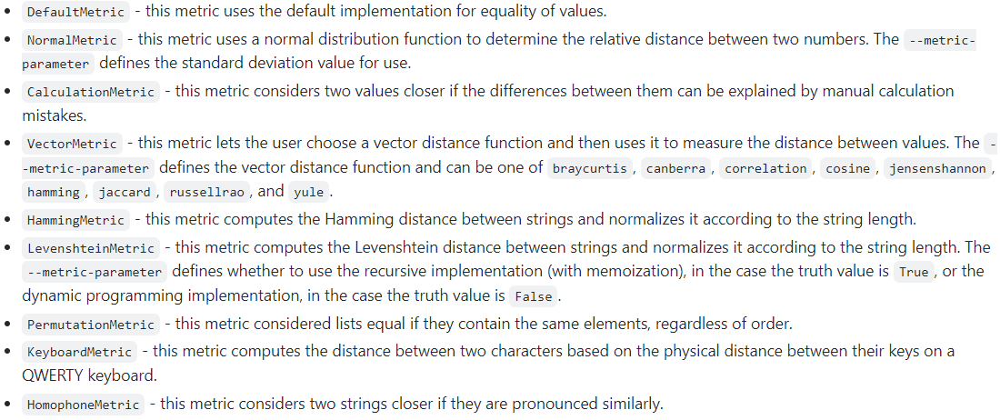 • DefaultMetric - this metric uses the default implementation for equality of values.
• NormalMetric - this metric uses a normal distribution function to determine the relative distance between two numbers. The --metric-
parameter defines the standard deviation value for use.
• CalculationMetric - this metric considers two values closer if the differences between them can be explained by manual calculation
mistakes.
• VectorMetric - this metric lets the user choose a vector distance function and then uses it to measure the distance between values. The -
-metric-parameter defines the vector distance function and can be one of braycurtis, canberra, correlation, cosine, jensenshannon,
hamming, jaccard, russellrao, and yule.
• HammingMetric - this metric computes the Hamming distance between strings and normalizes it according to the string length.
• LevenshteinMetric - this metric computes the Levenshtein distance between strings and normalizes it according to the string length. The
--metric-parameter defines whether to use the recursive implementation (with memoization), in the case the truth value is True, or the
dynamic programming implementation, in the case the truth value is False.
• PermutationMetric - this metric considered lists equal if they contain the same elements, regardless of order.
• KeyboardMetric - this metric computes the distance between two characters based on the physical distance between their keys on a
QWERTY keyboard.
• HomophoneMetric - this metric considers two strings closer if they are pronounced similarly.